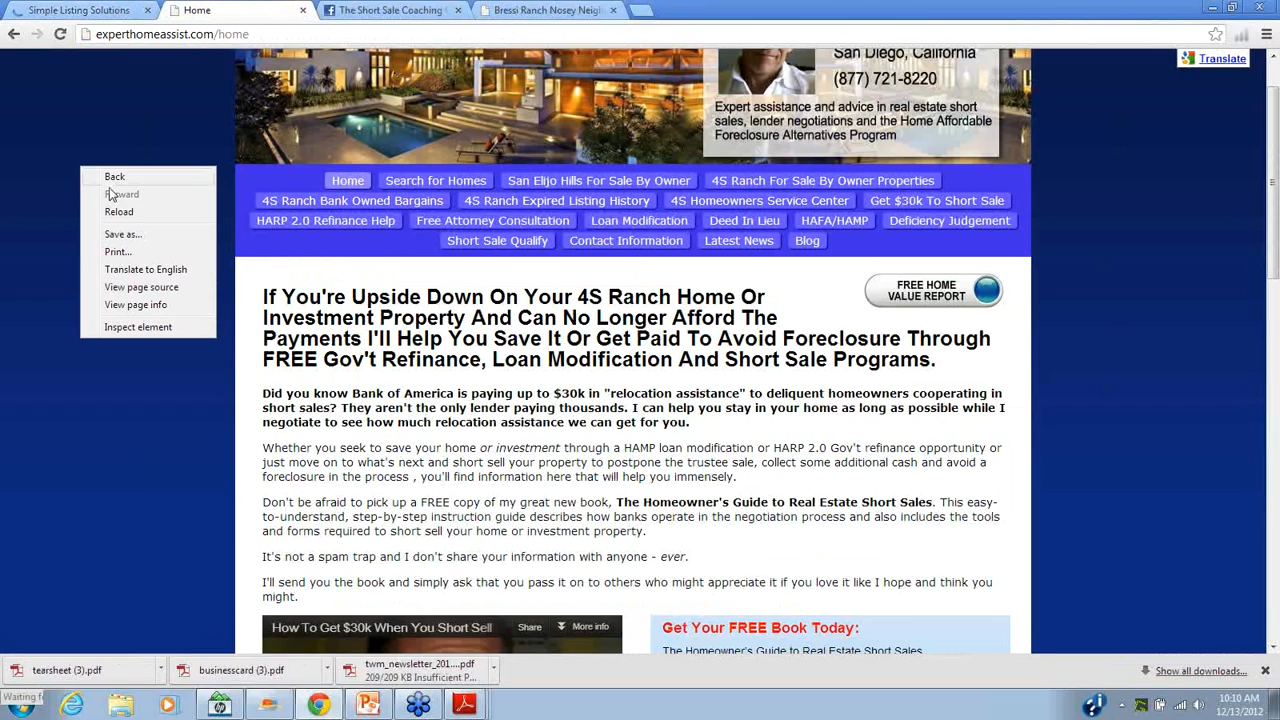 Simple Listing Solutions
Home
The Short Sale Coaching
Bressi Ranch Nosey Neigh
experthomeassist.com/home
Translate
San Diego, California
(877) 721-8220
Expert assistance and advice in real estate short
sales, lender negotiations and the Home Affordable
Foreclosure Alternatives Program
Home Search for Homes San Elijo Hills For Sale By Owner 4S Ranch For Sale By Owner Properties
4S Ranch Bank Owned Bargains 4S Ranch Expired Listing History 4S Homeowners Service Center Get $30k To Short Sale
HARP 2.0 Refinance Help Free Attorney Consultation Loan Modification Deed In Lieu HAFA/HAMP Deficiency Judgement
Short Sale Qualify Contact Information Latest News Blog
Back
Reload
Save as...
Print...
Translate to English
View page source
View page info
Inspect element
FREE HOME
VALUE REPORT
If You're Upside Down On Your 4S Ranch Home Or
Investment Property And Can No Longer Afford The
Payments I'll Help You Save It Or Get Paid To Avoid Foreclosure Through
FREE Gov't Refinance, Loan Modification And Short Sale Programs.
Did you know Bank of America is paying up to $30k in "relocation assistance" to deliquent homeowners cooperating in
short sales? They aren't the only lender paying thousands. I can help you stay in your home as long as possible while I
negotiate to see how much relocation assistance we can get for you.
Whether you seek to save your home or investment through a HAMP loan modification or HARP 2.0 Gov't refinance opportunity or
just move on to what's next and short sell your property to postpone the trustee sale, collect some additional cash and avoid a
foreclosure in the process , you'll find information here that will help you immensely.
Don't be afraid to pick up a FREE copy of my great new book, The Homeowner's Guide to Real Estate Short Sales. This easy-
to-understand, step-by-step instruction guide describes how banks operate in the negotiation process and also includes the tools
and forms required to short sell your home or investment property.
It's not a spam trap and I don't share your information with anyone - ever.
I'll send you the book and simply ask that you pass it on to others who might appreciate it if you love it like I hope and think you
might.
How To Get $30k When You Short Sell Share More info
Get Your FREE Book Today:
The Homeowner's Guide to Real Estate Short Sales
tearsheet (3).pdf
businesscard (3).pdf
twm_newsletter_201....pdf
209/209 KB Insufficient P...
Show all downloads...
Waiting f
10:10 AM
12/13/2012